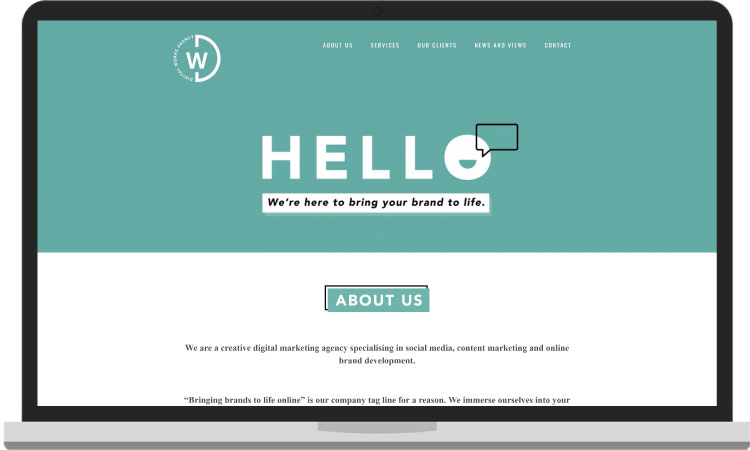 DIGITAL WORKS AGENCY
W
ABOUT US
SERVICES
OUR CLIENTS
NEWS AND VIEWS
CONTACT
HELLO
We're here to bring your brand to life.
ABOUT US
We are a creative digital marketing agency specialising in social media, content marketing and online
brand development.
“Bringing brands to life online” is our company tag line for a reason. We immerse ourselves into your